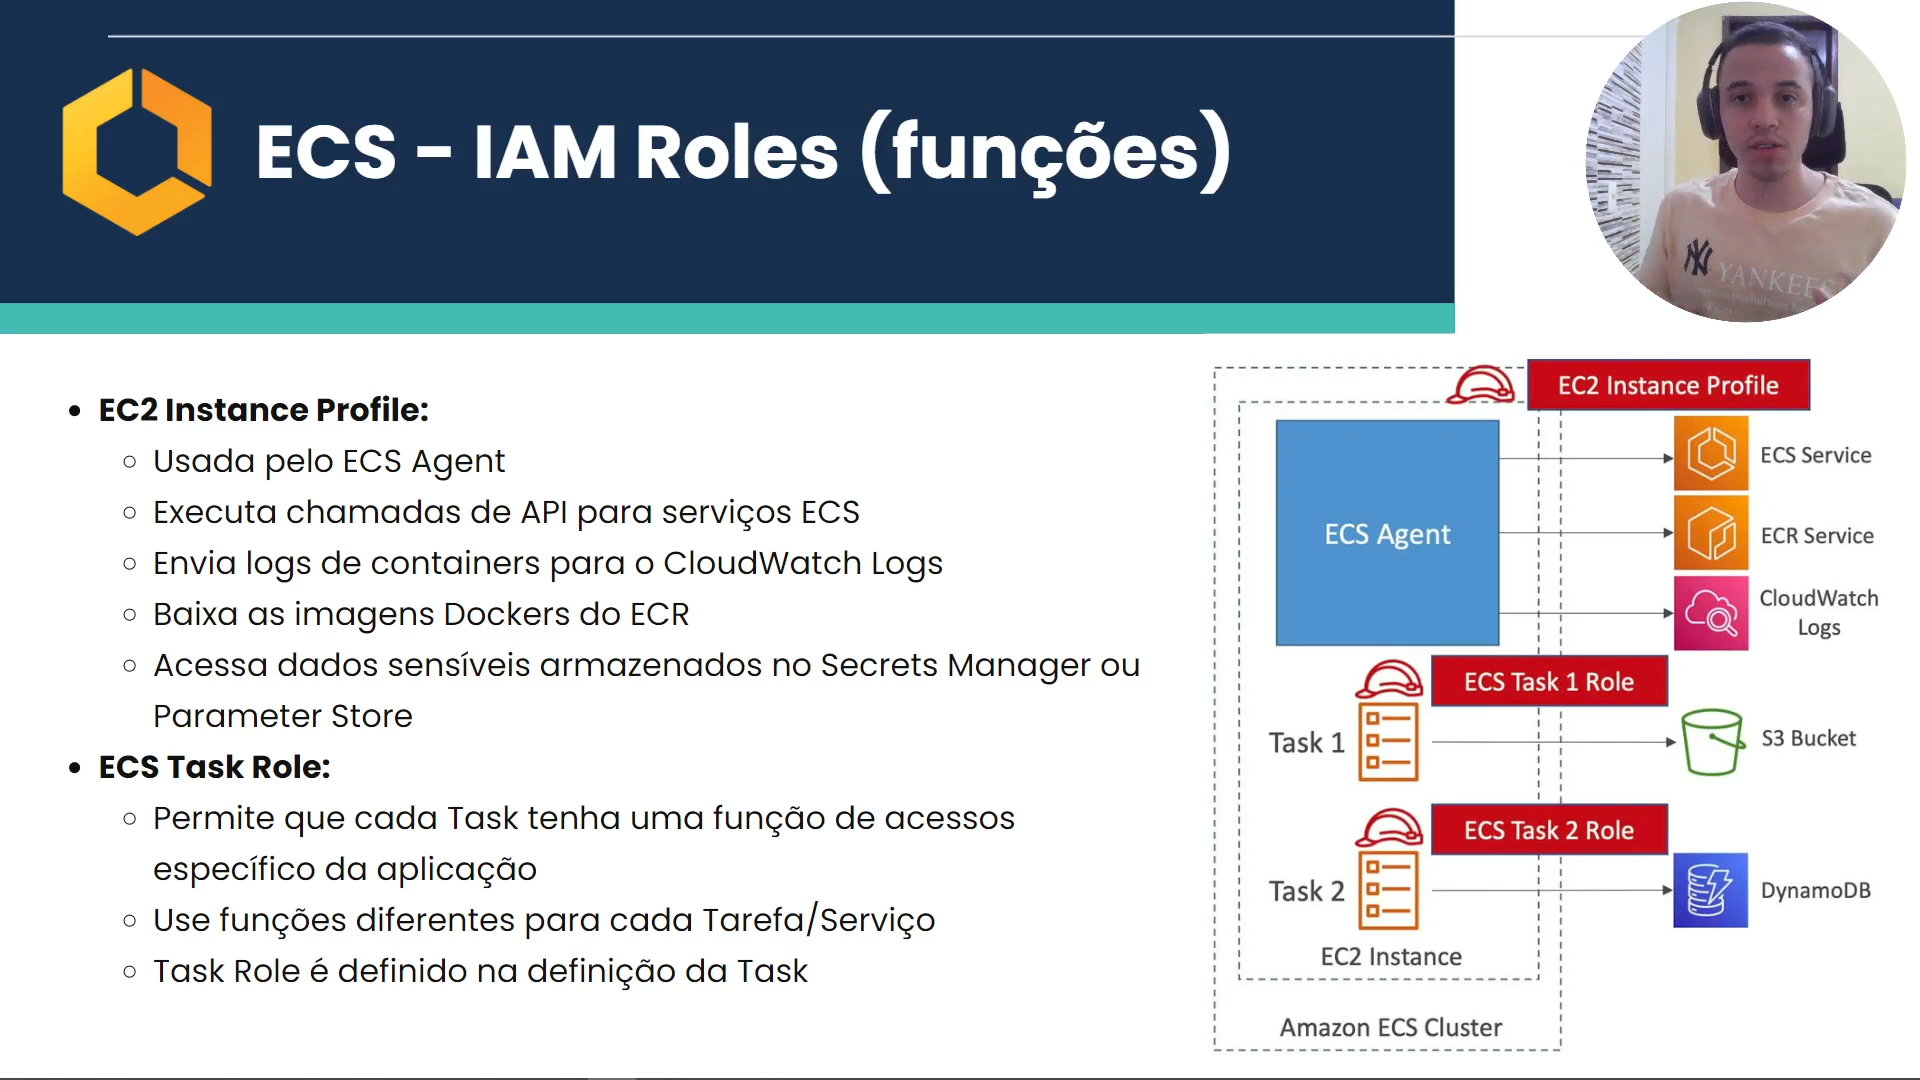 ECS - IAM Roles (funções)
NY
YANKEES
• EC2 Instance Profile:
○ Usada pelo ECS Agent
○ Executa chamadas de API para serviços ECS
○ Envia logs de containers para o CloudWatch Logs
○ Baixa as imagens Dockers do ECR
○ Acessa dados sensíveis armazenados no Secrets Manager ou
Parameter Store
• ECS Task Role:
○ Permite que cada Task tenha uma função de acessos
específico da aplicação
○ Use funções diferentes para cada Tarefa/Serviço
○ Task Role é definido na definição da Task
EC2 Instance Profile
ECS Agent
ECS Service
ECR Service
CloudWatch
Logs
ECS Task 1 Role
Task 1
S3 Bucket
ECS Task 2 Role
Task 2
DynamoDB
EC2 Instance
Amazon ECS Cluster